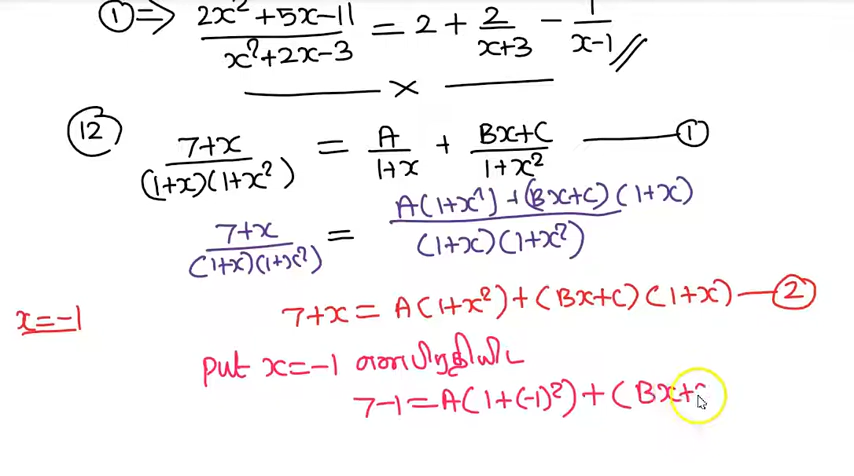 ① ⇒ 2x²+5x-11 / x²+2x-3 = 2 + 2/x+3 - 1/x-1 //
⑫ 7+x / (1+x)(1+x²) = A/1+x + Bx+C / 1+x² —— ①
7+x / (1+x)(1+x²) = A(1+x²)+(Bx+C)(1+x) / (1+x)(1+x²)
x=-1 7+x = A(1+x²)+(Bx+C)(1+x) — ②
put x=-1 என பிரதியிட
7-1 = A(1+(-1)²)+(Bx+